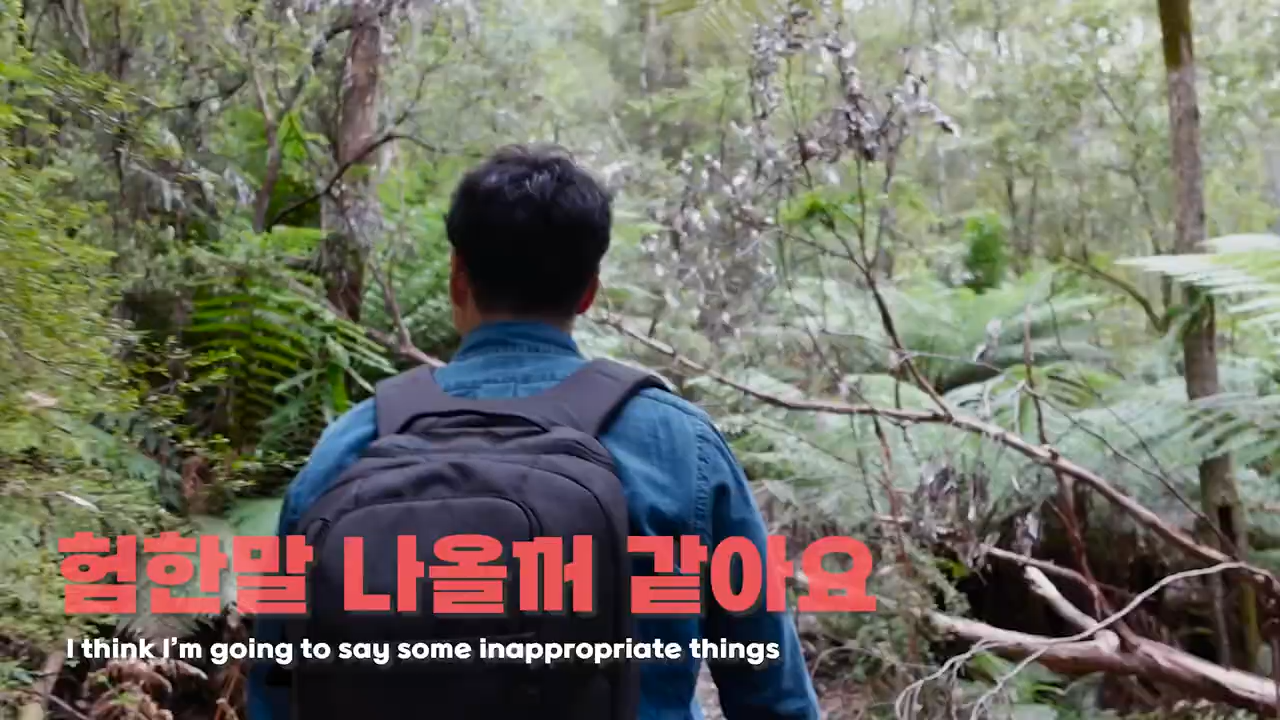 험한말 나올꺼 같아요
I think I'm going to say some inappropriate things